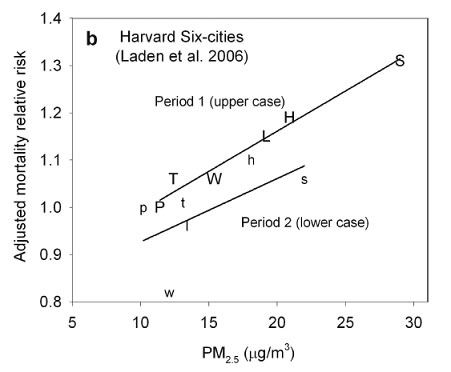 b Harvard Six-cities
(Laden et al. 2006)
Adjusted mortality relative risk
1.4
1.3
1.2
1.1
1.0
0.9
0.8
Period 1 (upper case)
S
H
L
h
T
W
s
p
P
t
l
Period 2 (lower case)
w
5
10
15
20
25
30
PM2.5 (μg/m³)